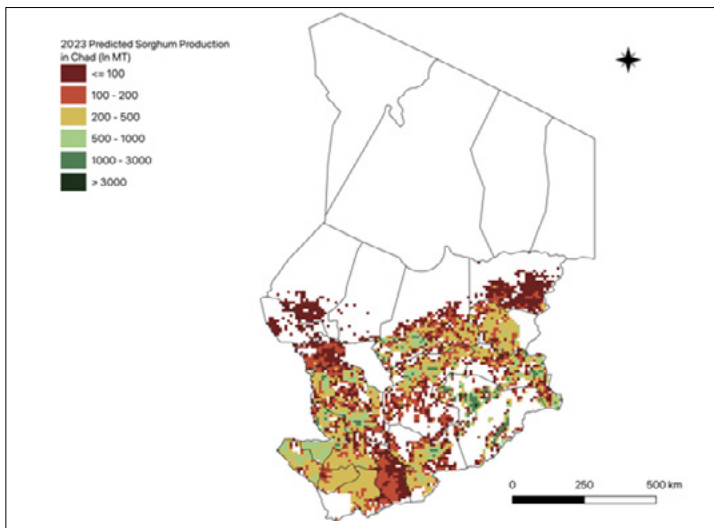 2023 Predicted Sorghum Production
in Chad (In MT)
<= 100
100 - 200
200 - 500
500 - 1000
1000 - 3000
> 3000
0 250 500 km